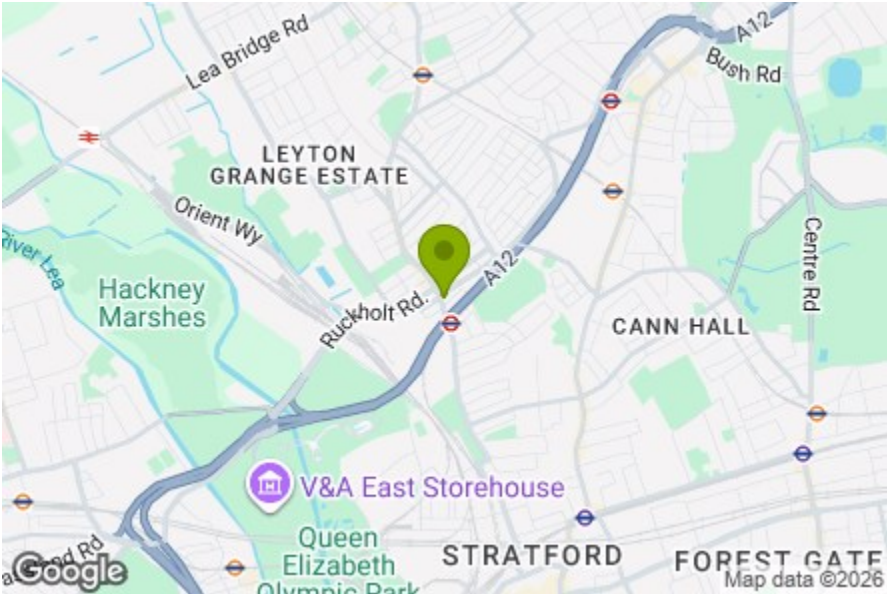 A12
Lea Bridge Rd
Bush Rd
LEYTON
GRANGE ESTATE
Orient Wy
River Lea
Centre Rd
A12
Hackney
Marshes
Ruckholt Rd.
CANN HALL
V&A East Storehouse
Queen
Elizabeth
Olympic Park
STRATFORD
FOREST GATE
Rd
Google
Map data ©2026